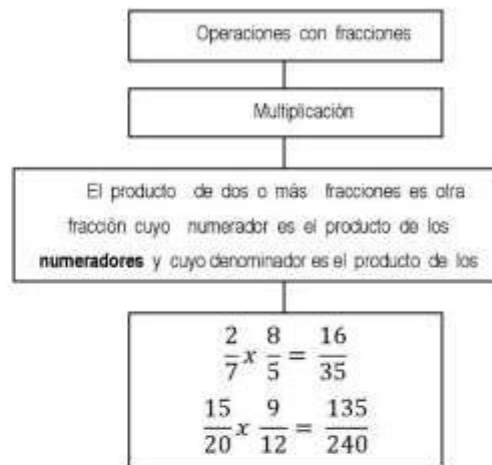 Operaciones con fracciones
Multiplicación
El producto de dos o más fracciones es otra
fracción cuyo numerador es el producto de los
numeradores y cuyo denominador es el producto de los
2/7 x 8/5 = 16/35
15/20 x 9/12 = 135/240